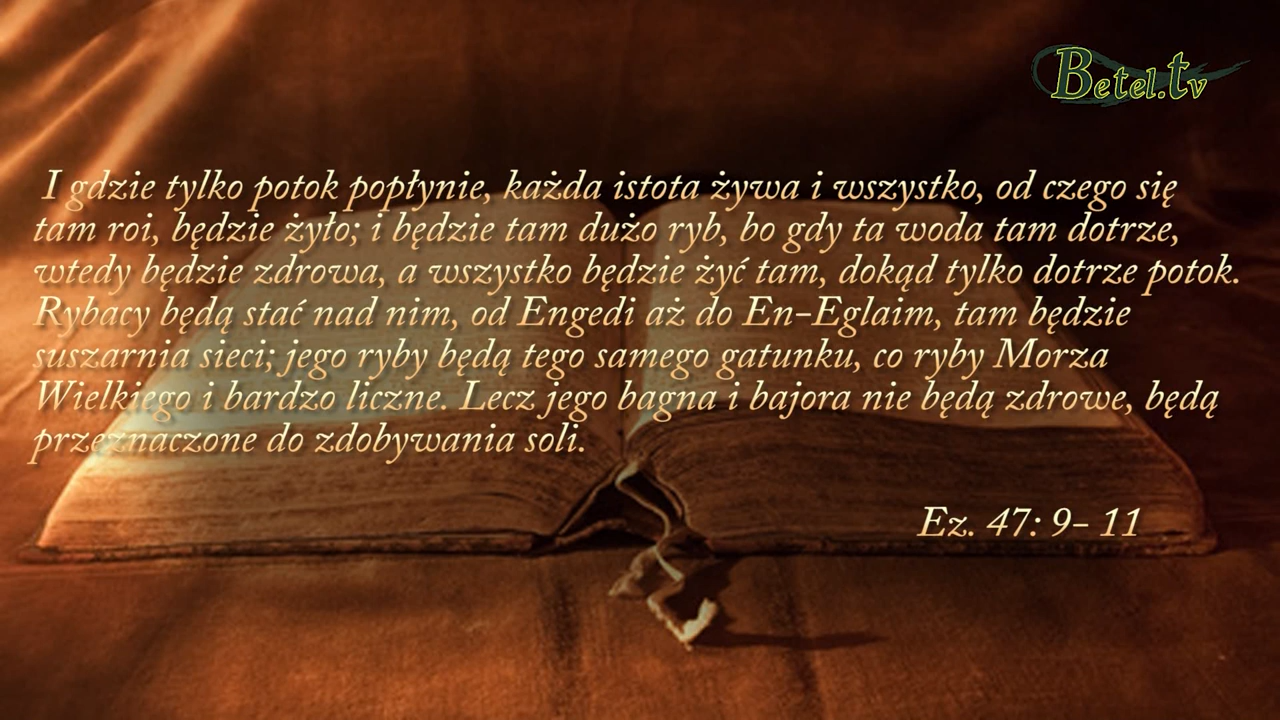 Betel.tv
I gdzie tylko potok popłynie, każda istota żywa i wszystko, od czego się
tam roi, będzie żyło; i będzie tam dużo ryb, bo gdy ta woda tam dotrze,
wtedy będzie zdrowa, a wszystko będzie żyć tam, dokąd tylko dotrze potok.
Rybacy będą stać nad nim, od Engedi aż do En-Eglaim, tam będzie
suszarnia sieci; jego ryby będą tego samego gatunku, co ryby Morza
Wielkiego i bardzo liczne. Lecz jego bagna i bajora nie będą zdrowe, będą
przeznaczone do zdobywania soli.
Ez. 47: 9- 11